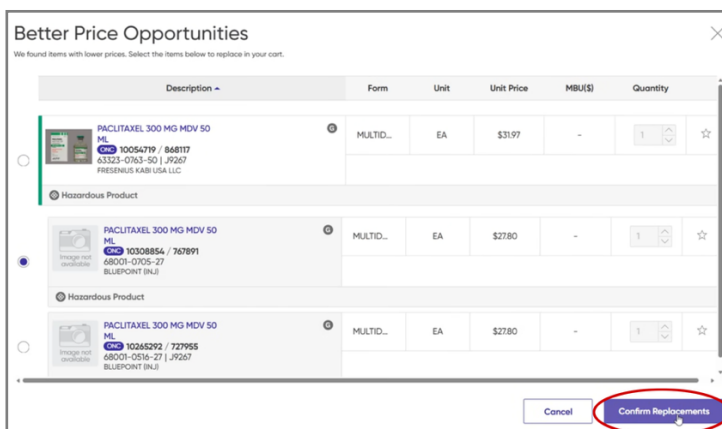 Better Price Opportunities
We found items with lower prices. Select the items below to replace in your cart.
Description Form Unit Unit Price MBU($) Quantity
PACLITAXEL 300 MG MDV 50 G MULTID... EA $31.97 - 1
ML
ONC 10054719 / 868117
63323-0763-50 | J9267
FRESENIUS KABI USA LLC
Hazardous Product
PACLITAXEL 300 MG MDV 50 G MULTID... EA $27.80 - 1
ML
Image not available
ONC 10308854 / 767891
68001-0705-27
BLUEPOINT (INJ)
Hazardous Product
PACLITAXEL 300 MG MDV 50 G MULTID... EA $27.80 - 1
ML
Image not available
ONC 10265292 / 727955
68001-0516-27 | J9267
BLUEPOINT (INJ)
Cancel Confirm Replacements